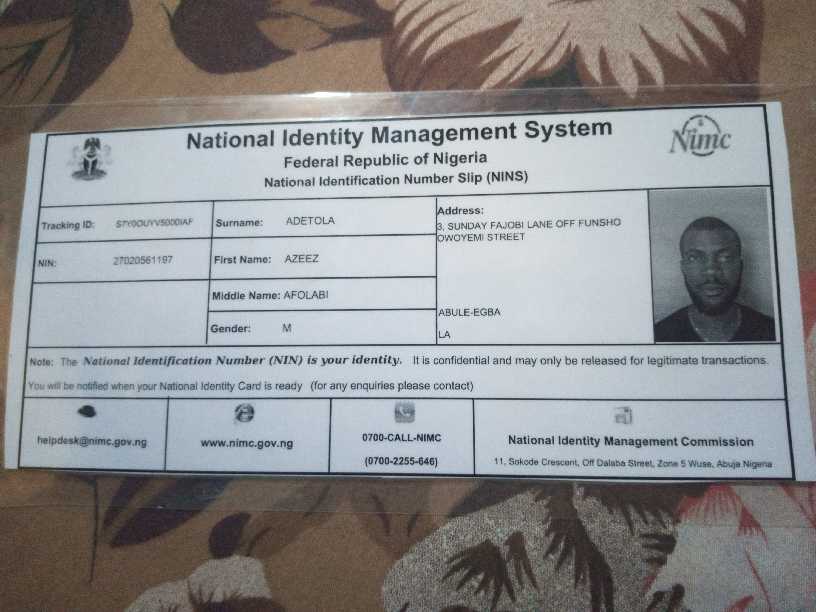 National Identity Management System
Federal Republic of Nigeria
National Identification Number Slip (NINS)
Nimc
Tracking ID: S7Y0OUYV5000IAF
Surname: ADETOLA
Address:
3, SUNDAY FAJOBI LANE OFF FUNSHO
OWOYEMI STREET
NIN: 27020561197
First Name: AZEEZ
Middle Name: AFOLABI
ABULE-EGBA
Gender: M
LA
Note: The National Identification Number (NIN) is your identity. It is confidential and may only be released for legitimate transactions.
You will be notified when your National Identity Card is ready (for any enquiries please contact)
helpdesk@nimc.gov.ng
www.nimc.gov.ng
0700-CALL-NIMC
(0700-2255-646)
National Identity Management Commission
11, Sokode Crescent, Off Dalaba Street, Zone 5 Wuse, Abuja Nigeria